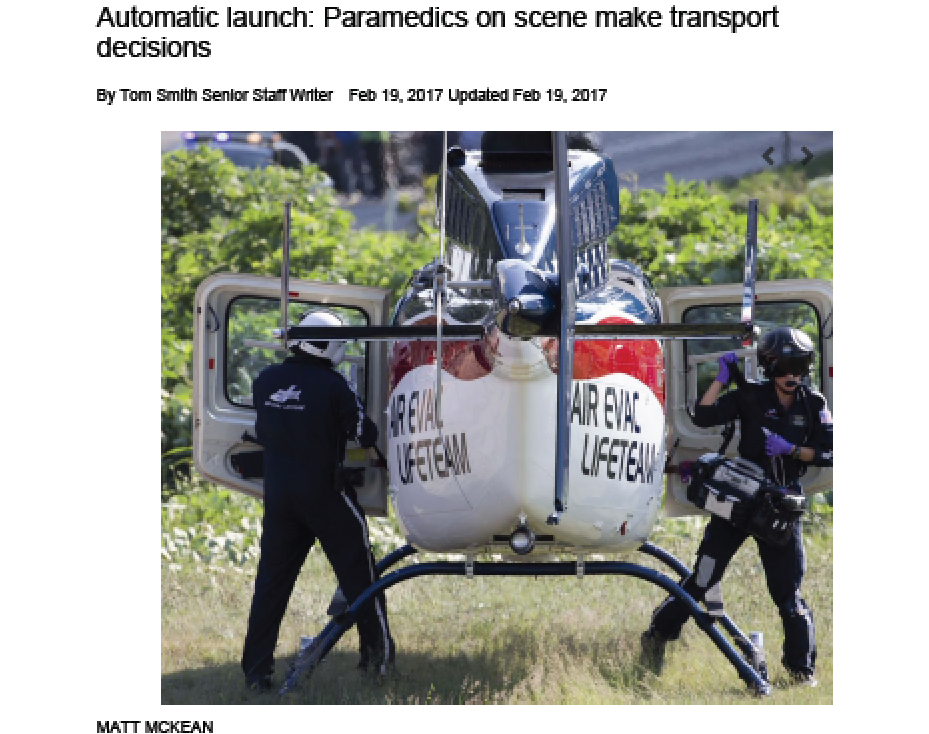 Automatic launch: Paramedics on scene make transport
decisions
By Tom Smith Senior Staff Writer Feb 19, 2017 Updated Feb 19, 2017
AIR EVAC
LIFETEAM
AIR EVAC
LIFETEAM
MATT MCKEAN